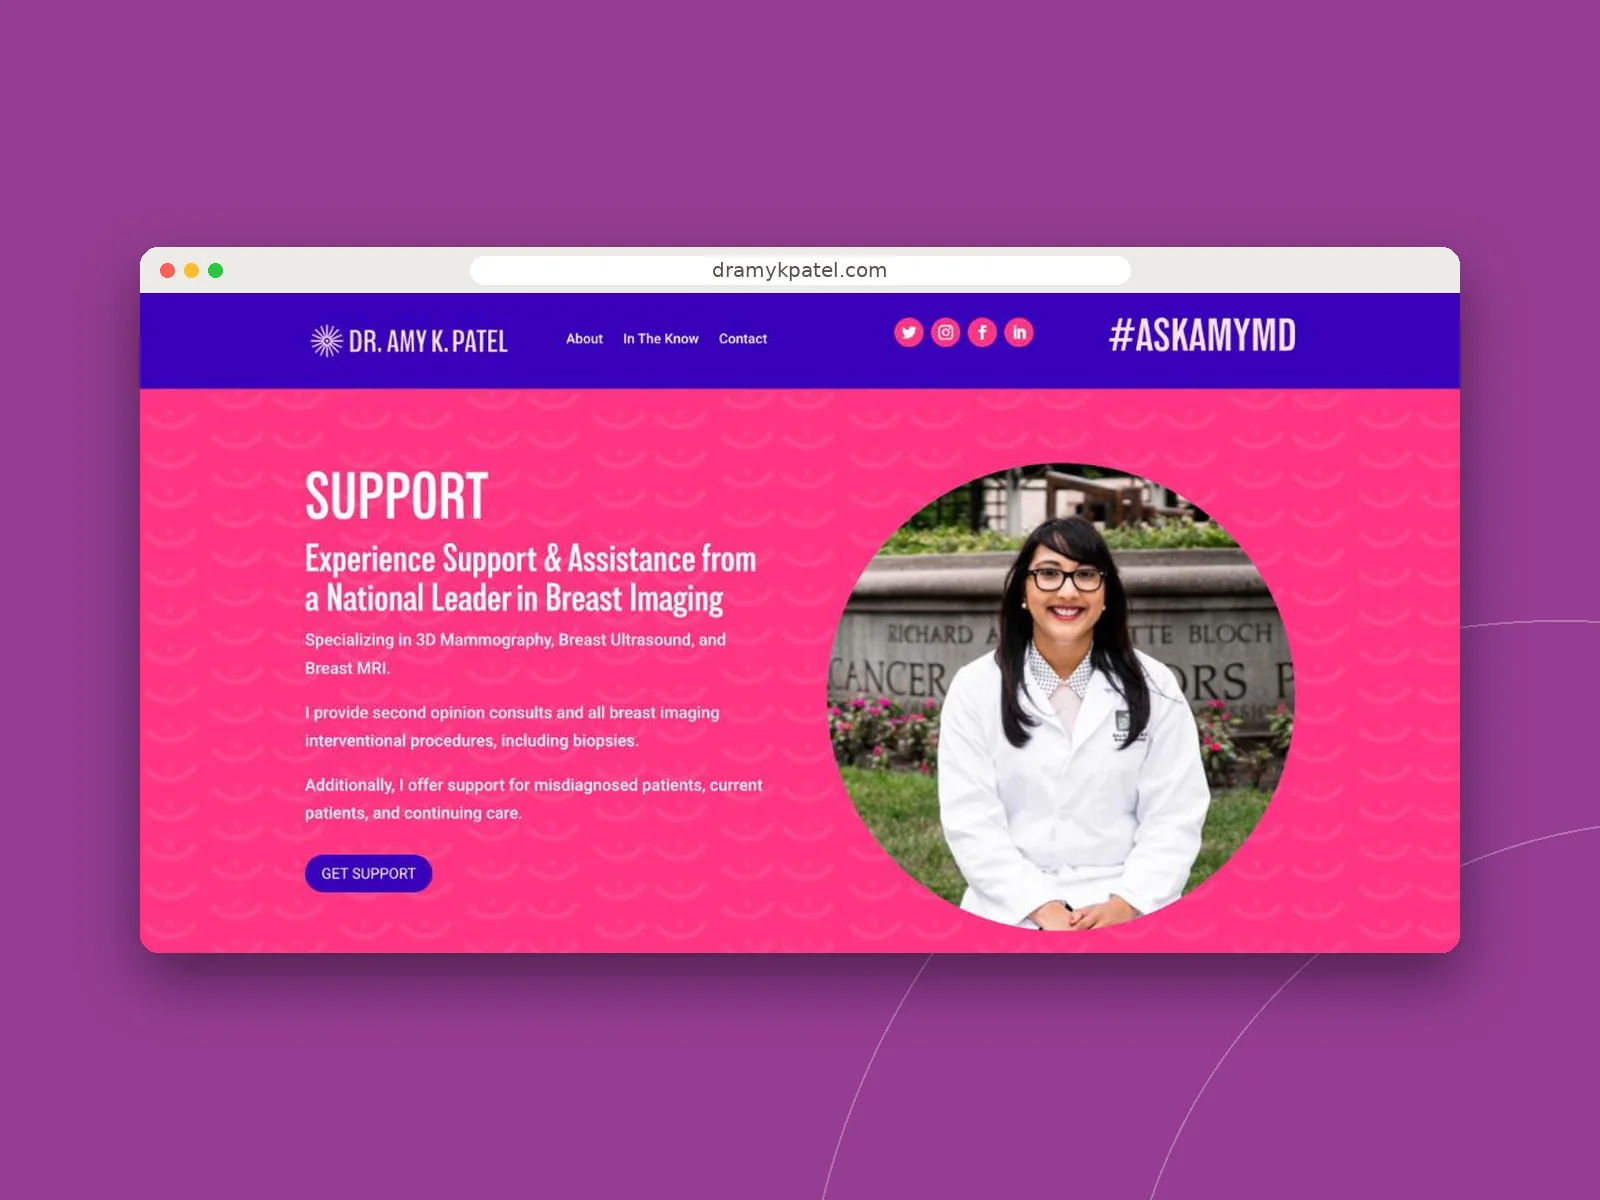 dramykpatel.com
DR. AMY K. PATEL
About In The Know Contact
#ASKAMYMD
SUPPORT
Experience Support & Assistance from
a National Leader in Breast Imaging
Specializing in 3D Mammography, Breast Ultrasound, and
Breast MRI.
I provide second opinion consults and all breast imaging
interventional procedures, including biopsies.
Additionally, I offer support for misdiagnosed patients, current
patients, and continuing care.
GET SUPPORT
RICHARD A TTE BLOCH
CANCER ORS P